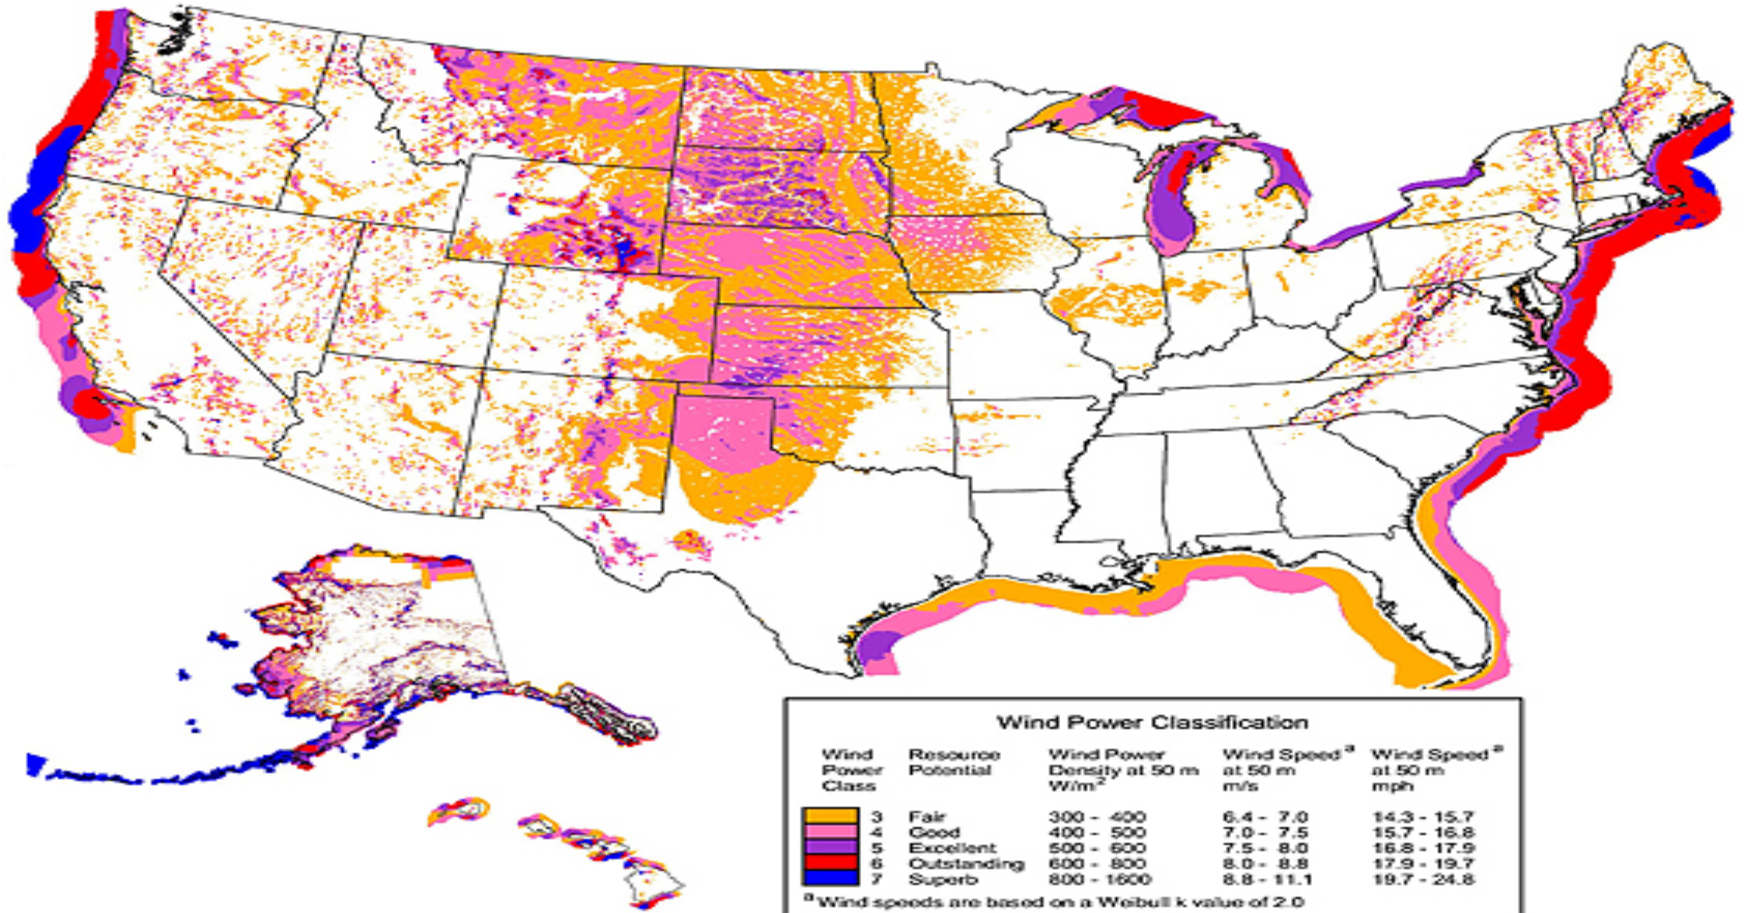 Wind Power Classification
Wind Power Class Resource Potential Wind Power Density at 50 m W/m² Wind Speed ᵃ at 50 m m/s Wind Speed ᵃ at 50 m mph
3 Fair 300 - 400 6.4 - 7.0 14.3 - 15.7
4 Good 400 - 500 7.0 - 7.5 15.7 - 16.8
5 Excellent 500 - 600 7.5 - 8.0 16.8 - 17.9
6 Outstanding 600 - 800 8.0 - 8.8 17.9 - 19.7
7 Superb 800 - 1600 8.8 - 11.1 19.7 - 24.8
ᵃ Wind speeds are based on a Weibull k value of 2.0